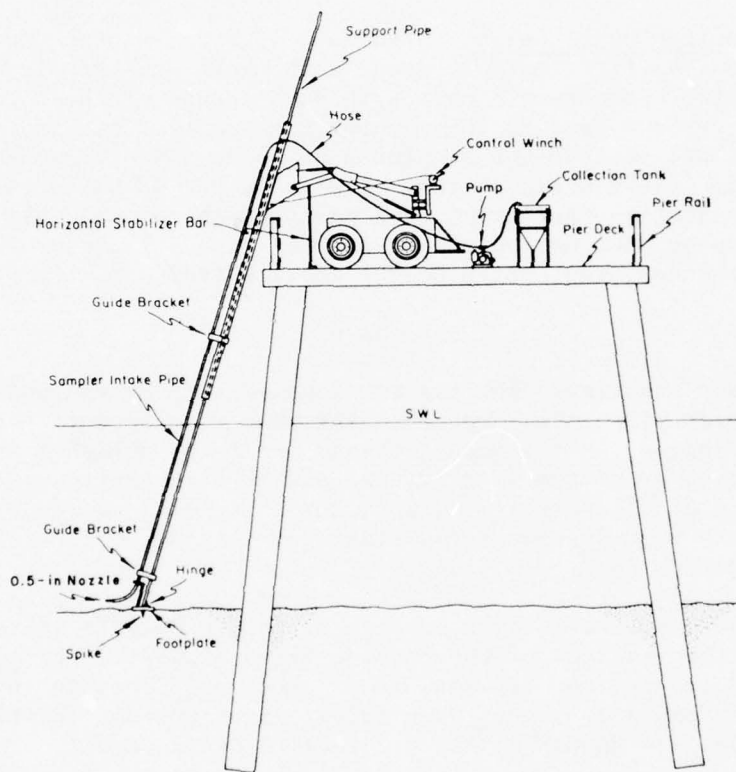 Support Pipe
Hose
Control Winch
Pump
Collection Tank
Pier Rail
Horizontal Stabilizer Bar
Pier Deck
Guide Bracket
Sampler Intake Pipe
SWL
Guide Bracket
0.5-in Nozzle
Hinge
Spike
Footplate